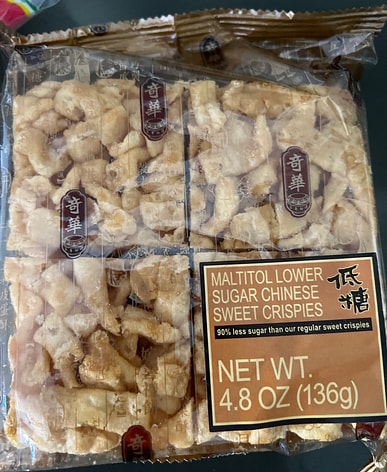 奇華
奇華
奇華
MALTITOL LOWER
SUGAR CHINESE
SWEET CRISPIES
低糖
90% less sugar than our regular sweet crispies
NET WT.
4.8 OZ (136g)
奇華